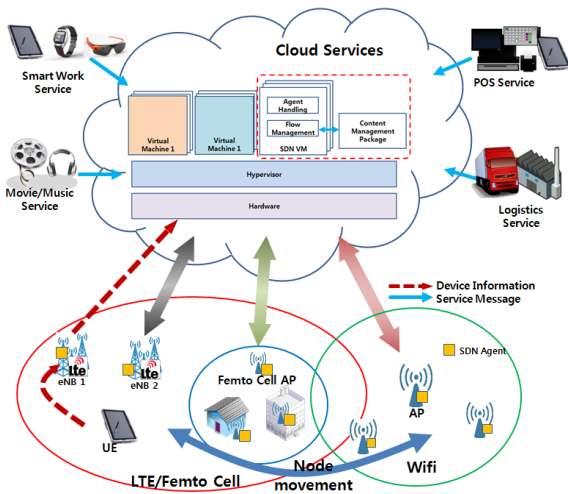 Cloud Services
Smart Work
Service
POS Service
Agent
Handling
Flow
Management
SDN VM
Content
Management
Package
Virtual
Machine 1
Virtual
Machine 1
Hypervisor
Hardware
Movie/Music
Service
Logistics
Service
Device Information
Service Message
Lte
eNB 1
Lte
eNB 2
Femto Cell AP
SDN Agent
AP
UE
LTE/Femto Cell
Node
movement
Wifi